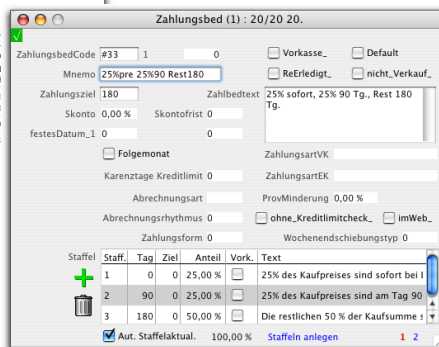 Zahlungsbed (1) : 20/20 20.
ZahlungsbedCode #33 1 0 Vorkasse_ Default
Mnemo 25%pre 25%90 Rest180 ReErledigt_ nicht_Verkauf_
Zahlungsziel 180 Zahlbedtext 25% sofort, 25% 90 Tg., Rest 180 Tg.
Skonto 0,00 % Skontofrist 0
festesDatum_1 0 0
Folgemonat ZahlungsartVK
Karenztage Kreditlimit 0 ZahlungsartEK
Abrechnungsart ProvMinderung 0,00 %
Abrechnungsrhythmus 0 ohne_Kreditlimitcheck_ imWeb_
Zahlungsform 0 Wochenendschiebungstyp 0
Staffel Staff. Tag Ziel Anteil Vork. Text
1 0 0 25,00 % 25% des Kaufpreises sind sofort bei
2 90 0 25,00 % 25% des Kaufpreises sind am Tag 90
3 180 0 50,00 % Die restlichen 50 % der Kaufsumme
Aut. Staffelaktual. 100,00 % Staffeln anlegen 1 2